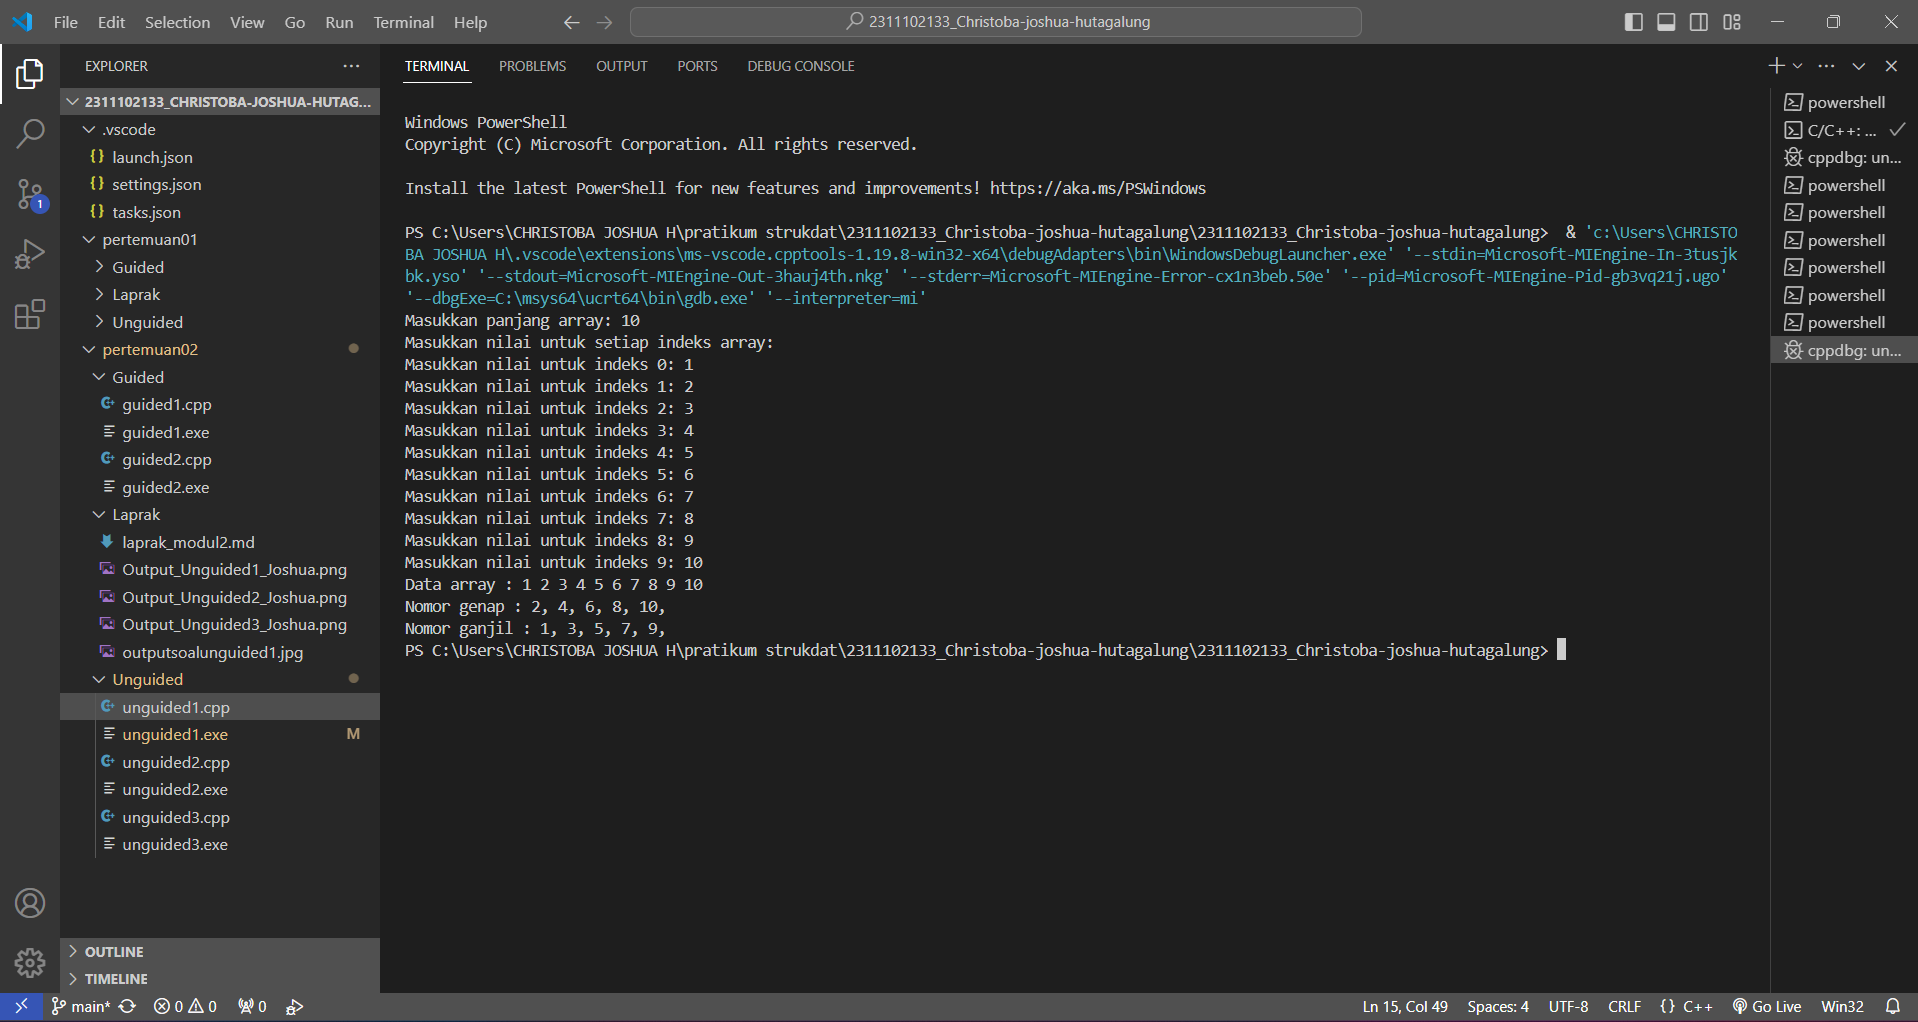 File Edit Selection View Go Run Terminal Help
2311102133_Christoba-joshua-hutagalung
EXPLORER
2311102133_CHRISTOBA-JOSHUA-HUTAG...
.vscode
launch.json
settings.json
tasks.json
pertemuan01
Guided
Laprak
Unguided
pertemuan02
Guided
guided1.cpp
guided1.exe
guided2.cpp
guided2.exe
Laprak
laprak_modul2.md
Output_Unguided1_Joshua.png
Output_Unguided2_Joshua.png
Output_Unguided3_Joshua.png
outputsoalunguided1.jpg
Unguided
unguided1.cpp
unguided1.exe M
unguided2.cpp
unguided2.exe
unguided3.cpp
unguided3.exe
OUTLINE
TIMELINE
1
TERMINAL PROBLEMS OUTPUT PORTS DEBUG CONSOLE
Windows PowerShell
Copyright (C) Microsoft Corporation. All rights reserved.
Install the latest PowerShell for new features and improvements! https://aka.ms/PSWindows
PS C:\Users\CHRISTOBA JOSHUA H\pratikum strukdat\2311102133_Christoba-joshua-hutagalung\2311102133_Christoba-joshua-hutagalung> & 'c:\Users\CHRISTO
BA JOSHUA H\.vscode\extensions\ms-vscode.cpptools-1.19.8-win32-x64\debugAdapters\bin\WindowsDebugLauncher.exe' '--stdin=Microsoft-MIEngine-In-3tusjk
bk.yso' '--stdout=Microsoft-MIEngine-Out-3hauj4th.nkg' '--stderr=Microsoft-MIEngine-Error-cx1n3beb.50e' '--pid=Microsoft-MIEngine-Pid-gb3vq21j.ugo'
'--dbgExe=C:\msys64\ucrt64\bin\gdb.exe' '--interpreter=mi'
Masukkan panjang array: 10
Masukkan nilai untuk setiap indeks array:
Masukkan nilai untuk indeks 0: 1
Masukkan nilai untuk indeks 1: 2
Masukkan nilai untuk indeks 2: 3
Masukkan nilai untuk indeks 3: 4
Masukkan nilai untuk indeks 4: 5
Masukkan nilai untuk indeks 5: 6
Masukkan nilai untuk indeks 6: 7
Masukkan nilai untuk indeks 7: 8
Masukkan nilai untuk indeks 8: 9
Masukkan nilai untuk indeks 9: 10
Data array : 1 2 3 4 5 6 7 8 9 10
Nomor genap : 2, 4, 6, 8, 10,
Nomor ganjil : 1, 3, 5, 7, 9,
PS C:\Users\CHRISTOBA JOSHUA H\pratikum strukdat\2311102133_Christoba-joshua-hutagalung\2311102133_Christoba-joshua-hutagalung>
powershell
C/C++: ...
cppdbg: un...
powershell
powershell
powershell
powershell
powershell
powershell
cppdbg: un...
main* 0 0 0 Ln 15, Col 49 Spaces: 4 UTF-8 CRLF {} C++ Go Live Win32